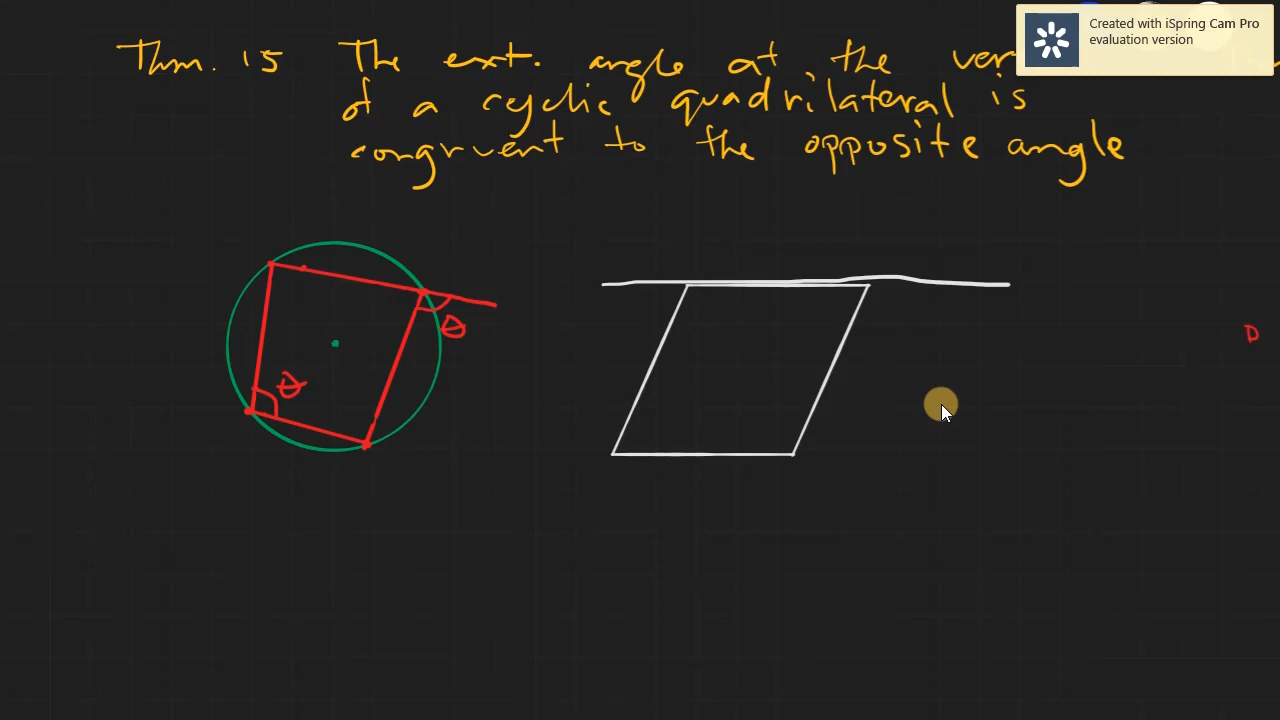 Created with iSpring Cam Pro
evaluation version
Thm. 15 The ext. angle at the
of a cyclic quadrilateral is
congruent to the opposite angle
θ
θ
D